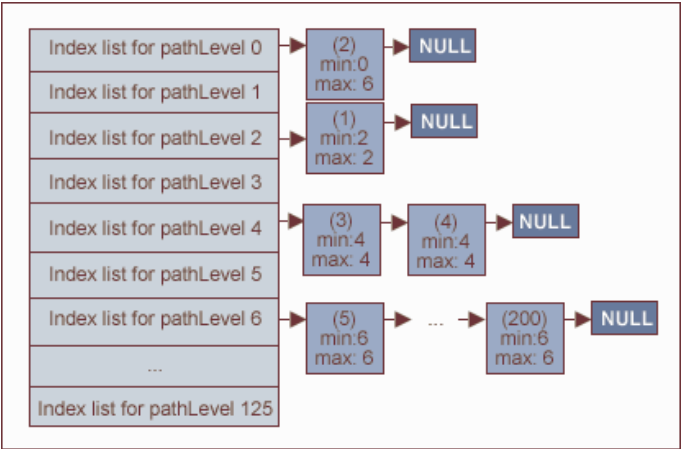 Index list for pathLevel 0
(2)
min:0
max: 6
NULL
Index list for pathLevel 1
Index list for pathLevel 2
(1)
min:2
max: 2
NULL
Index list for pathLevel 3
Index list for pathLevel 4
(3)
min:4
max: 4
(4)
min:4
max: 4
NULL
Index list for pathLevel 5
Index list for pathLevel 6
(5)
min:6
max: 6
...
(200)
min:6
max: 6
NULL
...
Index list for pathLevel 125